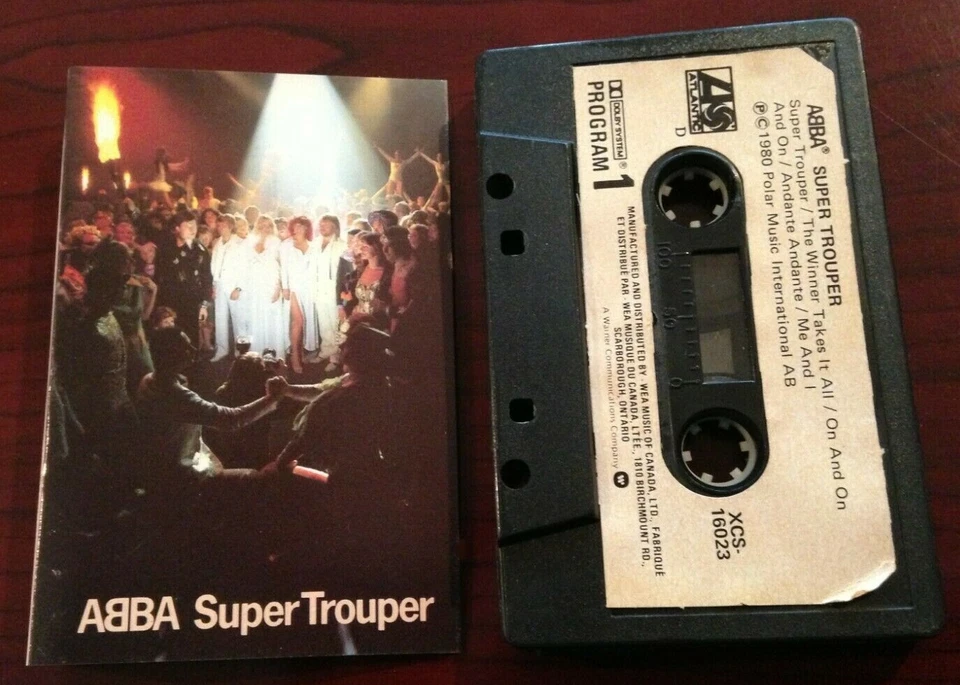 ABBA Super Trouper
ABBA® SUPER TROUPER
Super Trouper / The Winner Takes It All / On And On
And On / Andante Andante / Me And I
℗ © 1980 Polar Music International AB
ATLANTIC
D
XCS-
16023
100 50 0
DOLBY SYSTEM ®
PROGRAM 1
MANUFACTURED AND DISTRIBUTED BY · WEA MUSIC OF CANADA, LTD., FABRIQUÉ
ET DISTRIBUÉ PAR · WEA MUSIQUE DU CANADA, LTÉE., 1810 BIRCHMOUNT RD.,
SCARBOROUGH, ONTARIO
A Warner Communications Company